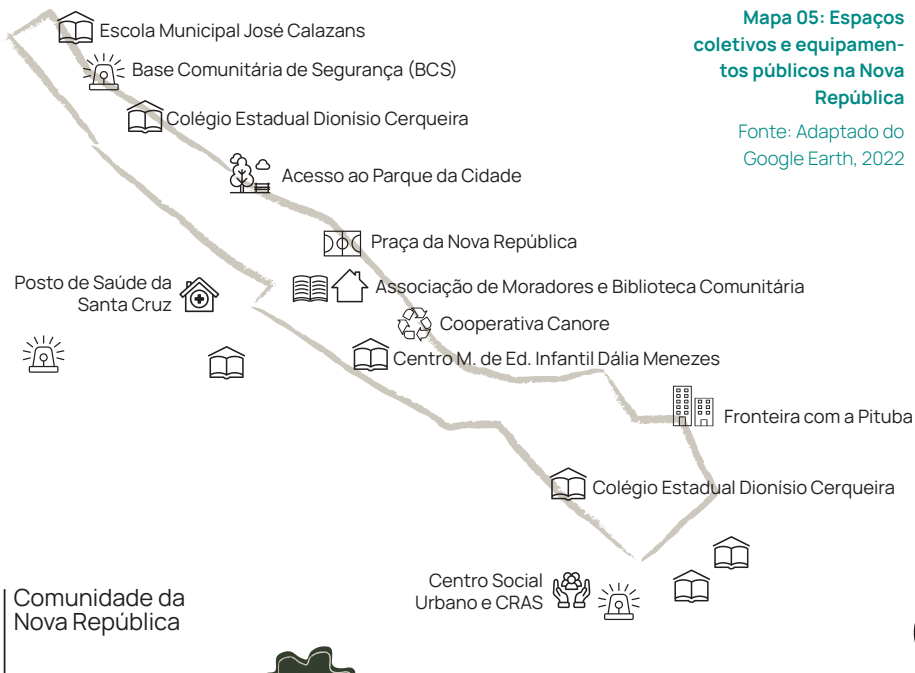 Mapa 05: Espaços
coletivos e equipamen-
tos públicos na Nova
República
Fonte: Adaptado do
Google Earth, 2022
Escola Municipal José Calazans
Base Comunitária de Segurança (BCS)
Colégio Estadual Dionísio Cerqueira
Acesso ao Parque da Cidade
Praça da Nova República
Posto de Saúde da
Santa Cruz
Associação de Moradores e Biblioteca Comunitária
Cooperativa Canore
Centro M. de Ed. Infantil Dália Menezes
Fronteira com a Pituba
Colégio Estadual Dionísio Cerqueira
Centro Social
Urbano e CRAS
Comunidade da
Nova República